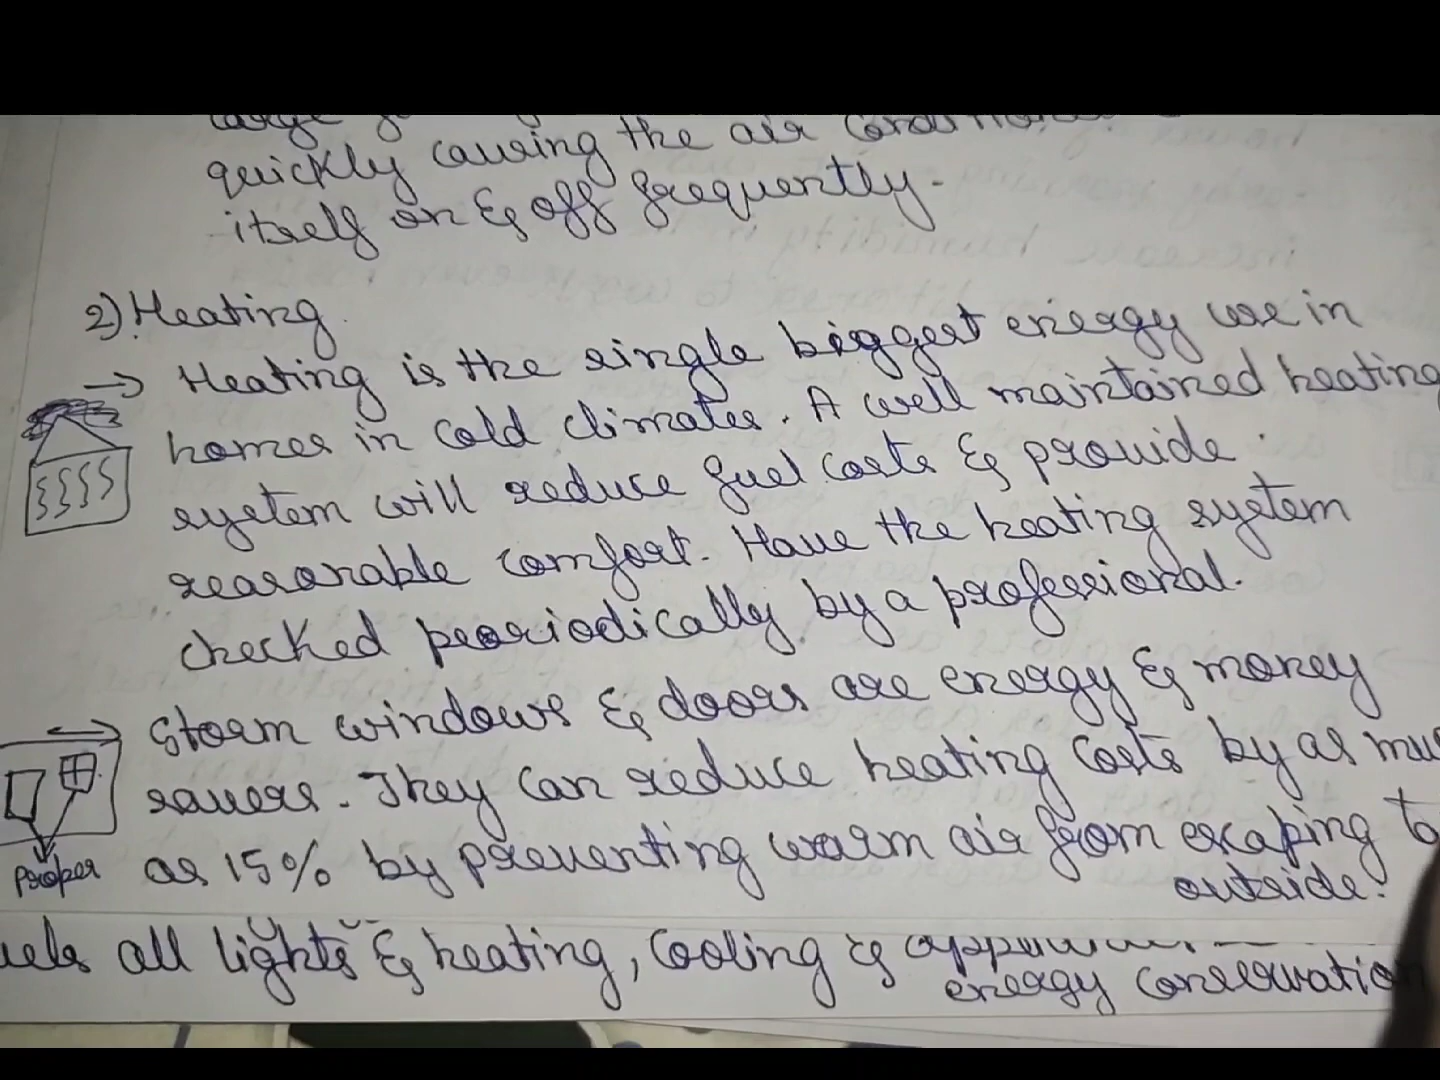 quickly causing the air
itself on & off frequently.
2) Heating
→ Heating is the single biggest energy use in
homes in cold climates. A well maintained heating
system will reduce fuel costs & provide
reasonable comfort. Have the heating system
checked periodically by a professional.
Storm windows & doors are energy & money
savers. They can reduce heating costs by as
as 15% by preventing warm air from escaping to
outside.
Proper
all lights & heating, cooling &
energy conservation